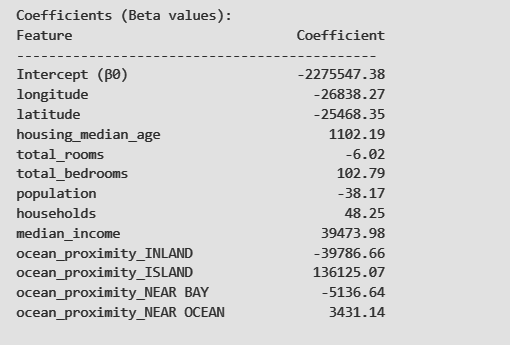 Coefficients (Beta values):
Feature Coefficient
--------------------------------------------
Intercept (β0) -2275547.38
longitude -26838.27
latitude -25468.35
housing_median_age 1102.19
total_rooms -6.02
total_bedrooms 102.79
population -38.17
households 48.25
median_income 39473.98
ocean_proximity_INLAND -39786.66
ocean_proximity_ISLAND 136125.07
ocean_proximity_NEAR BAY -5136.64
ocean_proximity_NEAR OCEAN 3431.14